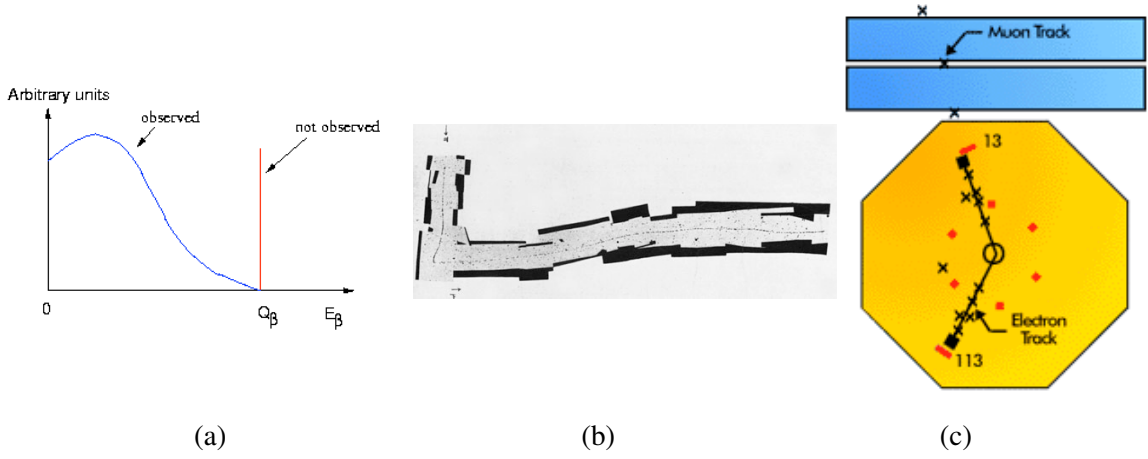 Arbitrary units
observed
not observed
0
Qβ
Eβ
(a)
(b)
Muon Track
13
Electron
Track
113
(c)